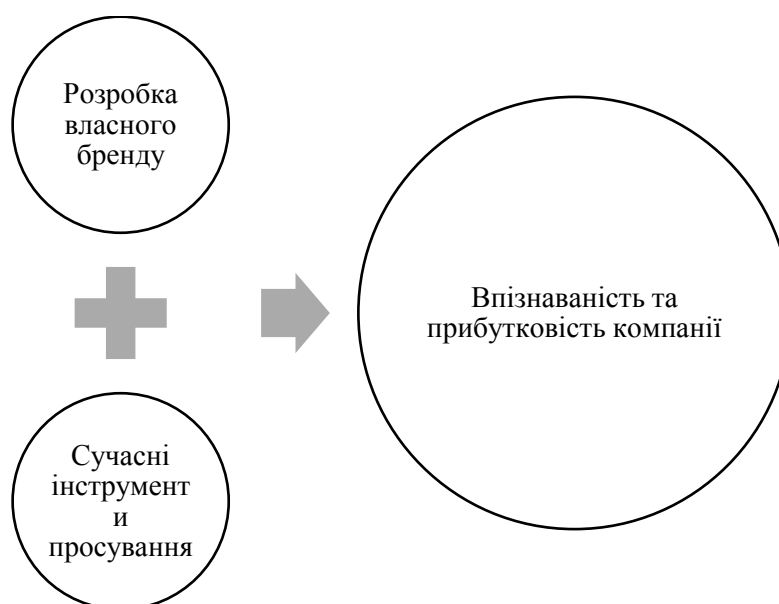 Розробка
власного
бренду
Сучасні
інструмент
и
просування
Впізнаваність та
прибутковість компанії